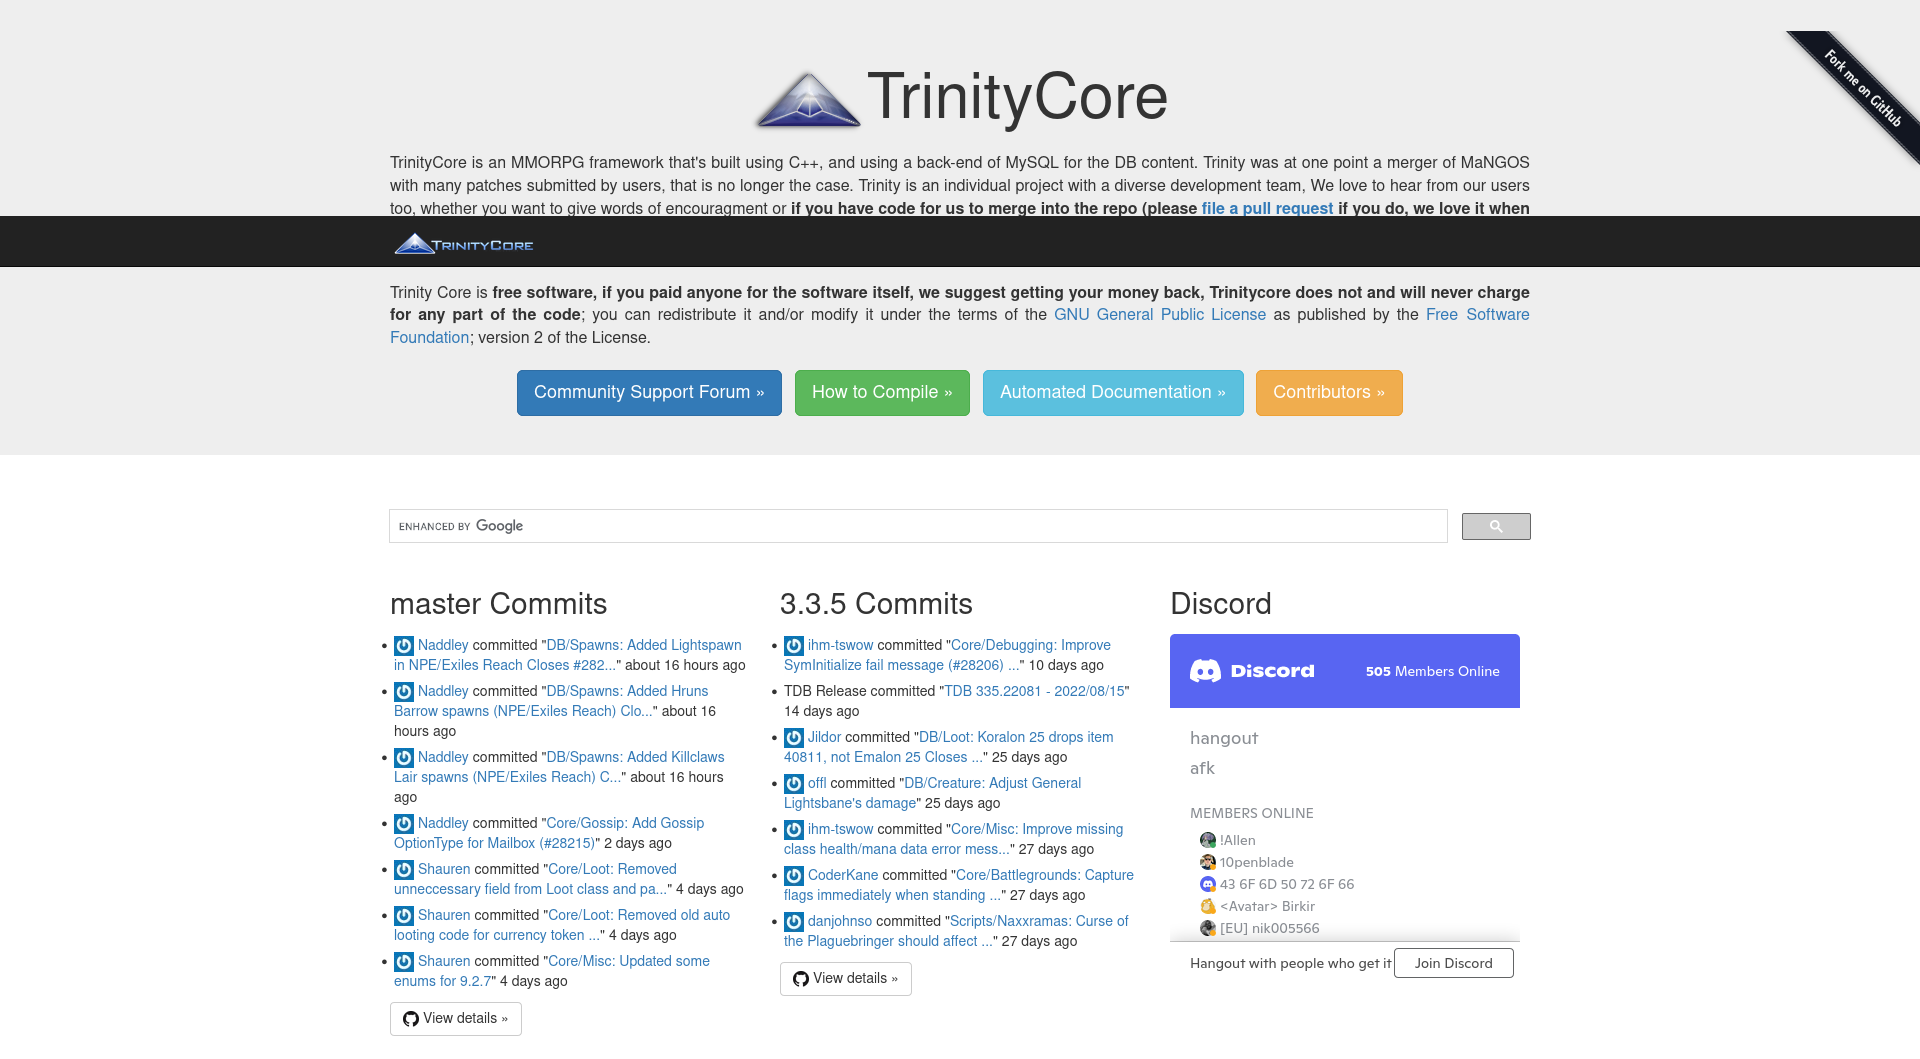 TrinityCore
Fork me on GitHub
TrinityCore is an MMORPG framework that's built using C++, and using a back-end of MySQL for the DB content. Trinity was at one point a merger of MaNGOS
with many patches submitted by users, that is no longer the case. Trinity is an individual project with a diverse development team, We love to hear from our users
too, whether you want to give words of encouragment or if you have code for us to merge into the repo (please file a pull request if you do, we love it when
TRINITYCORE
Trinity Core is free software, if you paid anyone for the software itself, we suggest getting your money back, Trinitycore does not and will never charge
for any part of the code; you can redistribute it and/or modify it under the terms of the GNU General Public License as published by the Free Software
Foundation; version 2 of the License.
Community Support Forum »
How to Compile »
Automated Documentation »
Contributors »
ENHANCED BY Google
master Commits
Naddley committed "DB/Spawns: Added Lightspawn
in NPE/Exiles Reach Closes #282..." about 16 hours ago
Naddley committed "DB/Spawns: Added Hruns
Barrow spawns (NPE/Exiles Reach) Clo..." about 16
hours ago
Naddley committed "DB/Spawns: Added Killclaws
Lair spawns (NPE/Exiles Reach) C..." about 16 hours
ago
Naddley committed "Core/Gossip: Add Gossip
OptionType for Mailbox (#28215)" 2 days ago
Shauren committed "Core/Loot: Removed
unneccessary field from Loot class and pa..." 4 days ago
Shauren committed "Core/Loot: Removed old auto
looting code for currency token ..." 4 days ago
Shauren committed "Core/Misc: Updated some
enums for 9.2.7" 4 days ago
View details »
3.3.5 Commits
ihm-tswow committed "Core/Debugging: Improve
SymInitialize fail message (#28206) ..." 10 days ago
TDB Release committed "TDB 335.22081 - 2022/08/15"
14 days ago
Jildor committed "DB/Loot: Koralon 25 drops item
40811, not Emalon 25 Closes ..." 25 days ago
offl committed "DB/Creature: Adjust General
Lightsbane's damage" 25 days ago
ihm-tswow committed "Core/Misc: Improve missing
class health/mana data error mess..." 27 days ago
CoderKane committed "Core/Battlegrounds: Capture
flags immediately when standing ..." 27 days ago
danjohnso committed "Scripts/Naxxramas: Curse of
the Plaguebringer should affect ..." 27 days ago
View details »
Discord
Discord
505 Members Online
hangout
afk
MEMBERS ONLINE
!Allen
10penblade
43 6F 6D 50 72 6F 66
<Avatar> Birkir
[EU] nik005566
Hangout with people who get it
Join Discord